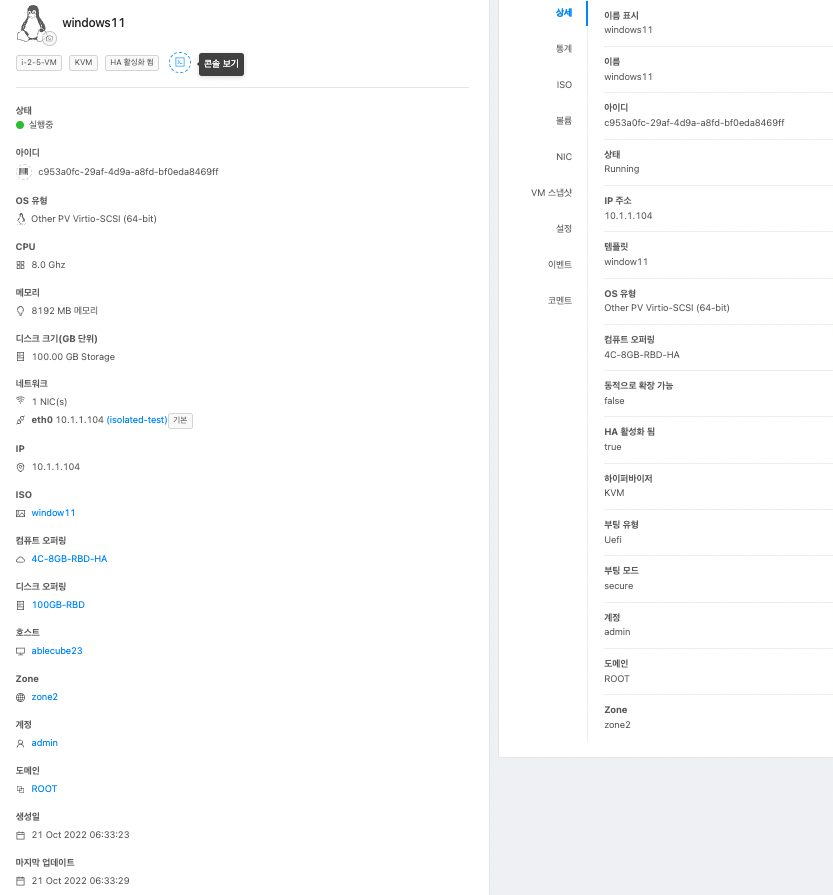 windows11
i-2-5-VM
KVM
HA 활성화 됨
콘솔 보기
상태
실행중
아이디
c953a0fc-29af-4d9a-a8fd-bf0eda8469ff
OS 유형
Other PV Virtio-SCSI (64-bit)
CPU
8.0 Ghz
메모리
8192 MB 메모리
디스크 크기(GB 단위)
100.00 GB Storage
네트워크
1 NIC(s)
eth0 10.1.1.104 (isolated-test) 기본
IP
10.1.1.104
ISO
window11
컴퓨트 오퍼링
4C-8GB-RBD-HA
디스크 오퍼링
100GB-RBD
호스트
ablecube23
Zone
zone2
계정
admin
도메인
ROOT
생성일
21 Oct 2022 06:33:23
마지막 업데이트
21 Oct 2022 06:33:29
상세
통계
ISO
볼륨
NIC
VM 스냅샷
설정
이벤트
코멘트
이름 표시
windows11
이름
windows11
아이디
c953a0fc-29af-4d9a-a8fd-bf0eda8469ff
상태
Running
IP 주소
10.1.1.104
템플릿
window11
OS 유형
Other PV Virtio-SCSI (64-bit)
컴퓨트 오퍼링
4C-8GB-RBD-HA
동적으로 확장 가능
false
HA 활성화 됨
true
하이퍼바이저
KVM
부팅 유형
Uefi
부팅 모드
secure
계정
admin
도메인
ROOT
Zone
zone2